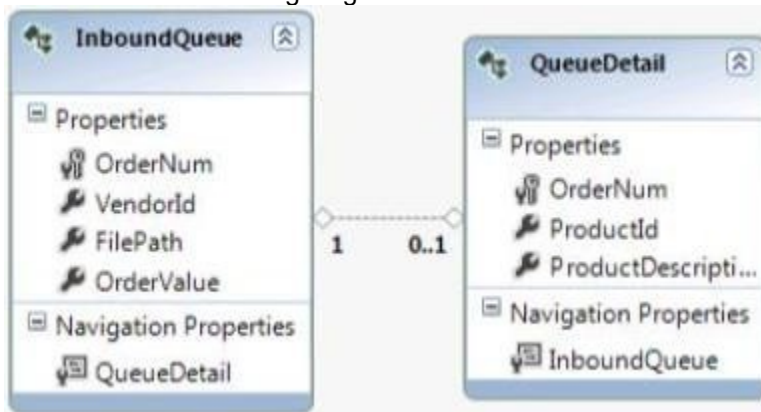 InboundQueue
Properties
OrderNum
VendorId
FilePath
OrderValue
Navigation Properties
QueueDetail
1
0..1
QueueDetail
Properties
OrderNum
ProductId
ProductDescripti...
Navigation Properties
InboundQueue